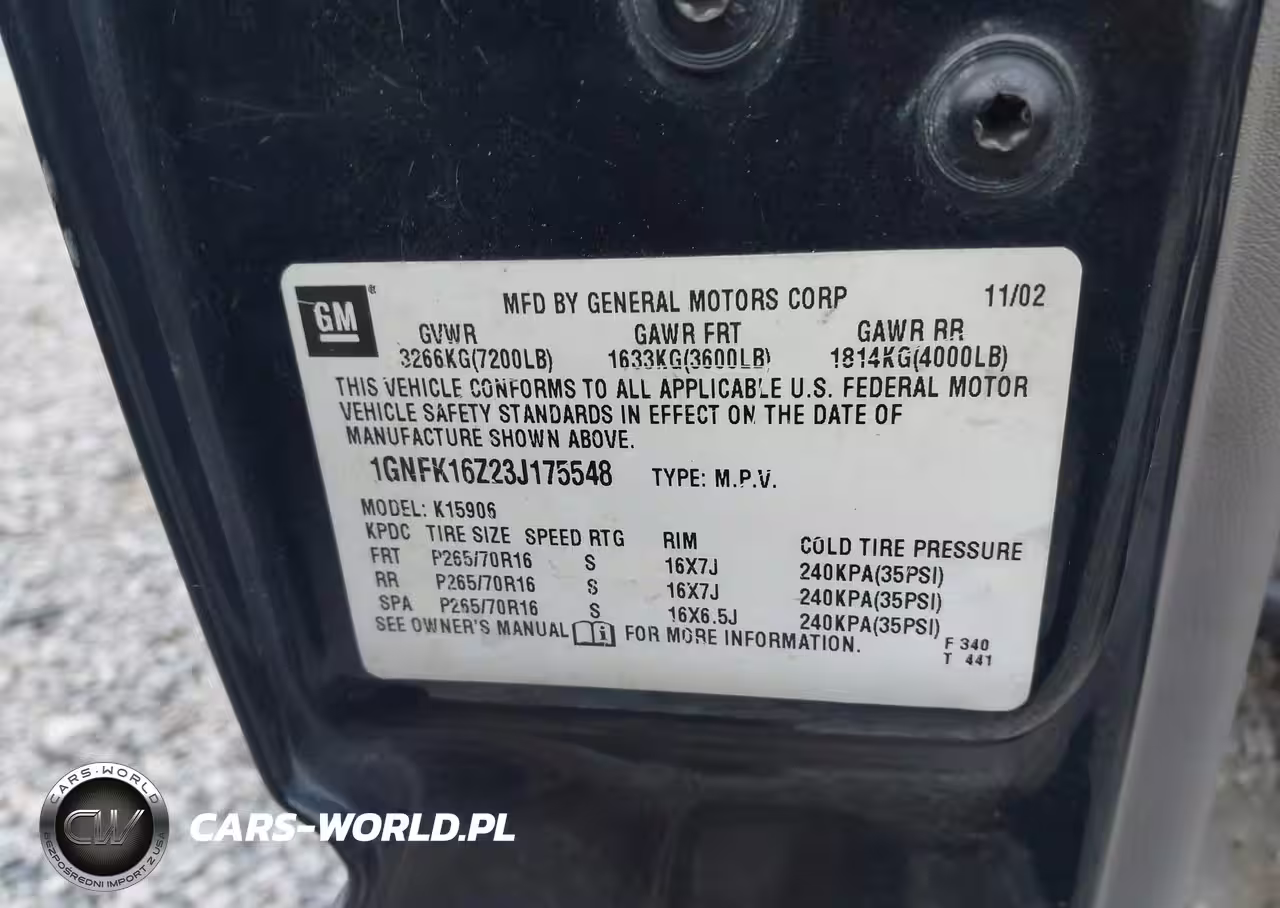 GM
MFD BY GENERAL MOTORS CORP 11/02
GVWR GAWR FRT GAWR RR
3266KG(7200LB) 1633KG(3600LB) 1814KG(4000LB)
THIS VEHICLE CONFORMS TO ALL APPLICABLE U.S. FEDERAL MOTOR
VEHICLE SAFETY STANDARDS IN EFFECT ON THE DATE OF
MANUFACTURE SHOWN ABOVE.
1GNFK16Z23J175548 TYPE: M.P.V.
MODEL: K15906
KPDC TIRE SIZE SPEED RTG RIM COLD TIRE PRESSURE
FRT P265/70R16 S 16X7J 240KPA(35PSI)
RR P265/70R16 S 16X7J 240KPA(35PSI)
SPA P265/70R16 S 16X6.5J 240KPA(35PSI)
SEE OWNER'S MANUAL FOR MORE INFORMATION.
F 340
T 441
CARS-WORLD
CW
BEZPOŚREDNI IMPORT Z USA
CARS-WORLD.PL